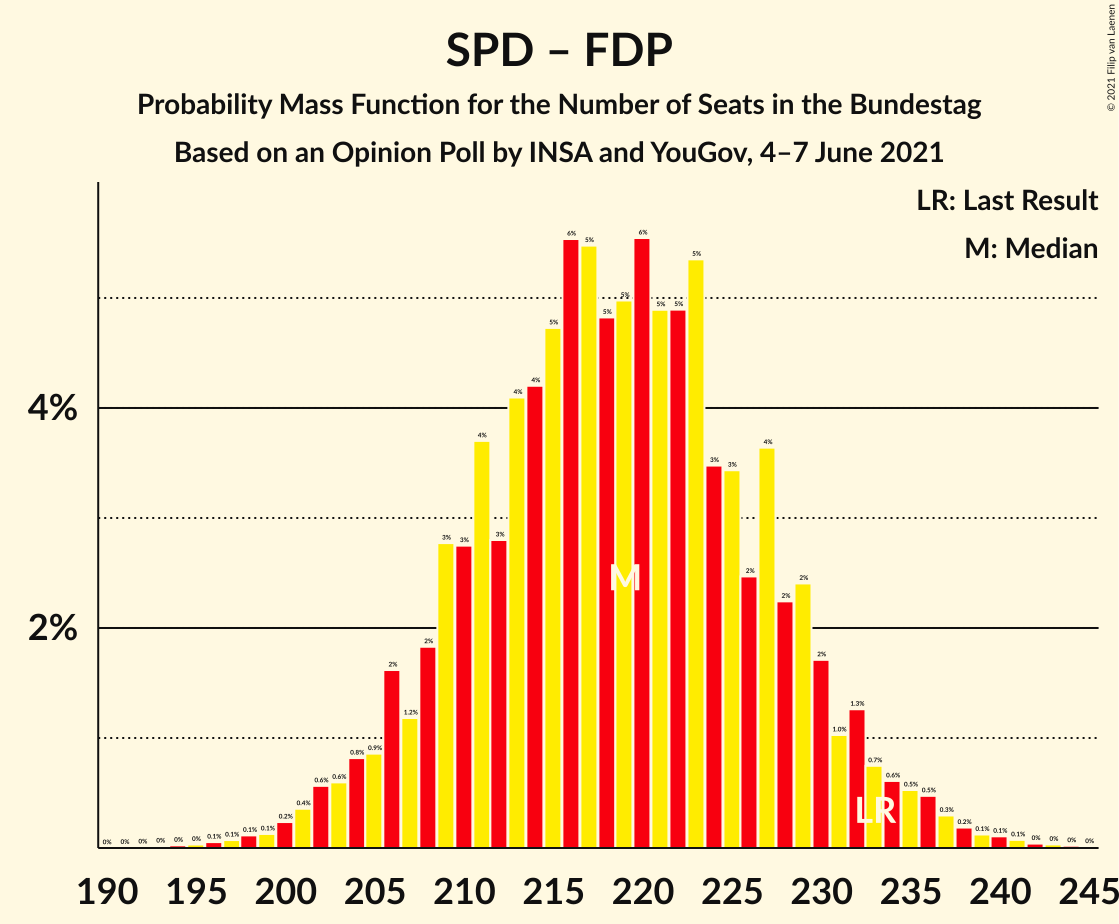 SPD – FDP
Probability Mass Function for the Number of Seats in the Bundestag
Based on an Opinion Poll by INSA and YouGov, 4–7 June 2021
© 2021 Filip van Laenen
LR: Last Result
M: Median
4%
2%
0% 0% 0% 0% 0% 0% 0.1% 0.1% 0.1% 0.1% 0.2% 0.4% 0.6% 0.6% 0.8% 0.9% 2% 1.2% 2% 3% 3% 4% 3% 4% 4% 5% 6% 5% 5% 5% 6% 5% 5% 5% 3% 3% 2% 4% 2% 2% 2% 1.0% 1.3% 0.7% 0.6% 0.5% 0.5% 0.3% 0.2% 0.1% 0.1% 0.1% 0% 0% 0% 0%
M
LR
190 195 200 205 210 215 220 225 230 235 240 245